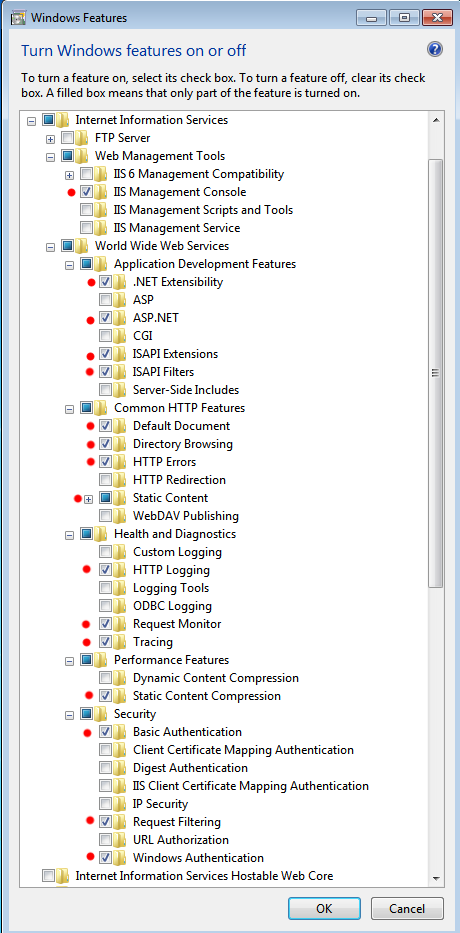 Windows Features
Turn Windows features on or off
To turn a feature on, select its check box. To turn a feature off, clear its check
box. A filled box means that only part of the feature is turned on.
Internet Information Services
FTP Server
Web Management Tools
IIS 6 Management Compatibility
IIS Management Console
IIS Management Scripts and Tools
IIS Management Service
World Wide Web Services
Application Development Features
.NET Extensibility
ASP
ASP.NET
CGI
ISAPI Extensions
ISAPI Filters
Server-Side Includes
Common HTTP Features
Default Document
Directory Browsing
HTTP Errors
HTTP Redirection
Static Content
WebDAV Publishing
Health and Diagnostics
Custom Logging
HTTP Logging
Logging Tools
ODBC Logging
Request Monitor
Tracing
Performance Features
Dynamic Content Compression
Static Content Compression
Security
Basic Authentication
Client Certificate Mapping Authentication
Digest Authentication
IIS Client Certificate Mapping Authentication
IP Security
Request Filtering
URL Authorization
Windows Authentication
Internet Information Services Hostable Web Core
OK
Cancel